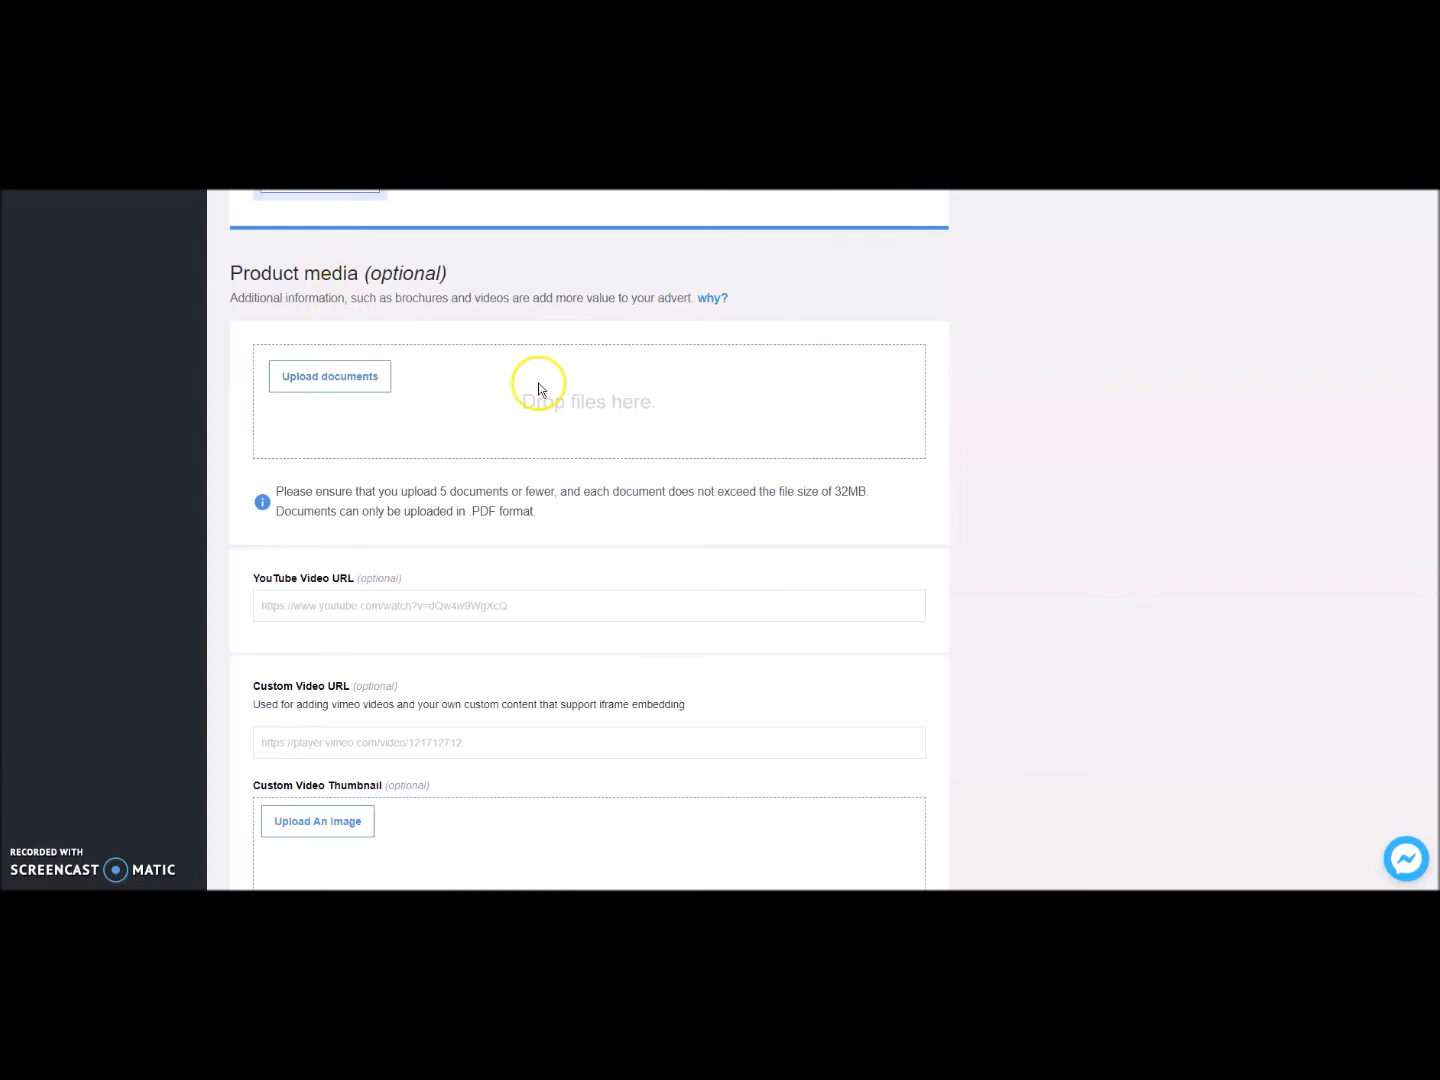 Product media (optional)
Additional information, such as brochures and videos are add more value to your advert. why?
Upload documents
Drop files here.
Please ensure that you upload 5 documents or fewer, and each document does not exceed the file size of 32MB.
Documents can only be uploaded in .PDF format.
YouTube Video URL (optional)
https://www.youtube.com/watch?v=dQw4w9WgXcQ
Custom Video URL (optional)
Used for adding vimeo videos and your own custom content that support iframe embedding
https://player.vimeo.com/video/121712712
Custom Video Thumbnail (optional)
Upload An Image
RECORDED WITH
SCREENCAST MATIC